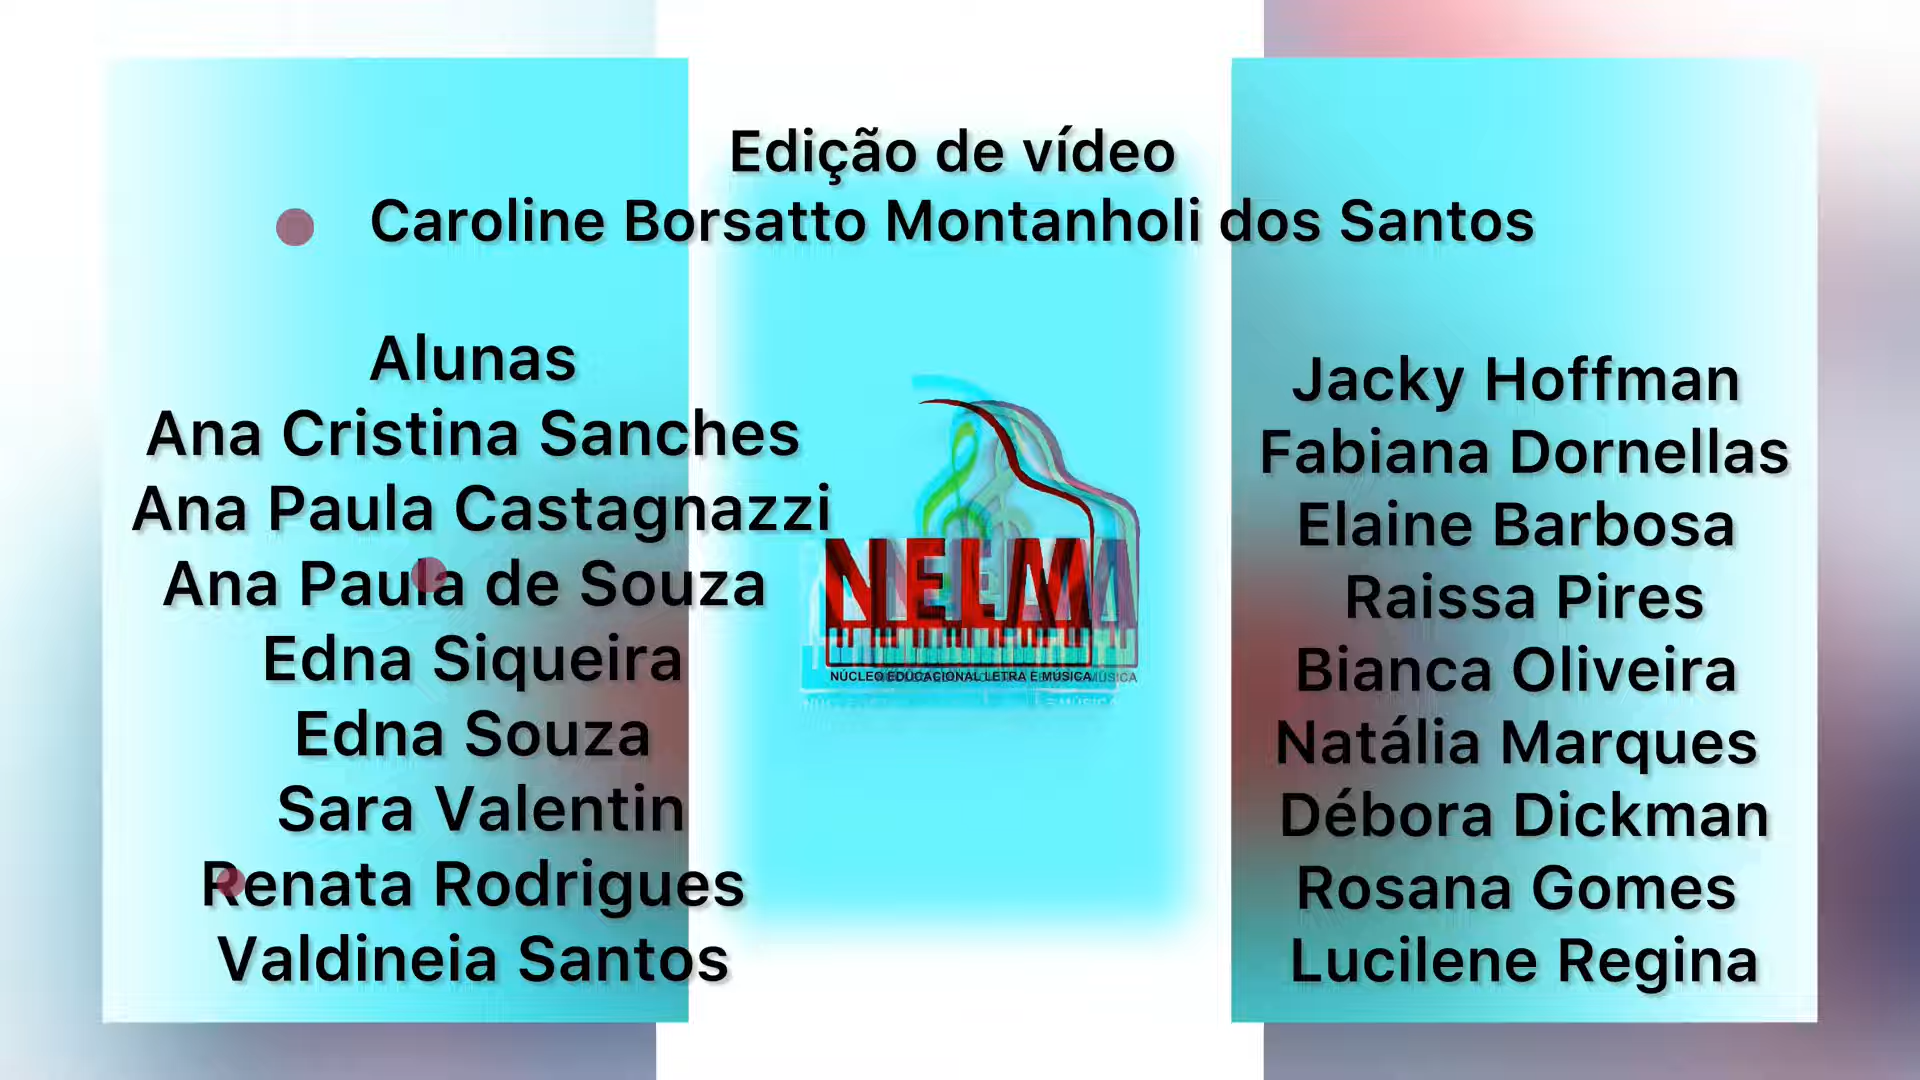 Edição de vídeo
Caroline Borsatto Montanholi dos Santos
Alunas
Ana Cristina Sanches
Ana Paula Castagnazzi
Ana Paula de Souza
Edna Siqueira
Edna Souza
Sara Valentin
Renata Rodrigues
Valdineia Santos
NELMA
NÚCLEO EDUCACIONAL LETRA E MUSICA
Jacky Hoffman
Fabiana Dornellas
Elaine Barbosa
Raissa Pires
Bianca Oliveira
Natália Marques
Débora Dickman
Rosana Gomes
Lucilene Regina